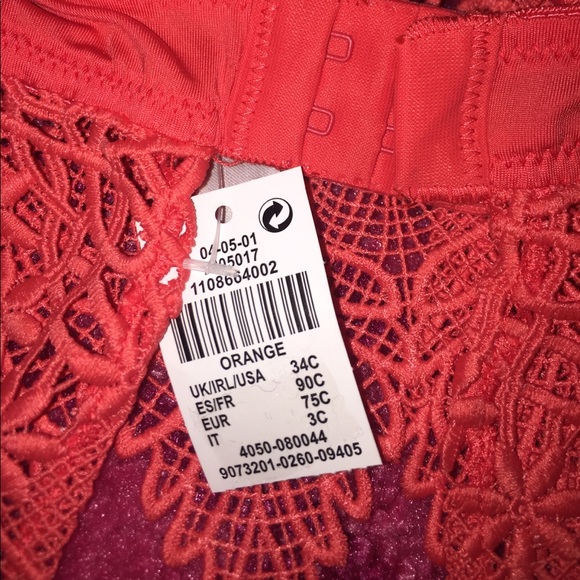 04-05-01
05017
1108664002
ORANGE
UK/IRL/USA 34C
ES/FR 90C
EUR 75C
IT 3C
4050-080044
9073201-0260-09405